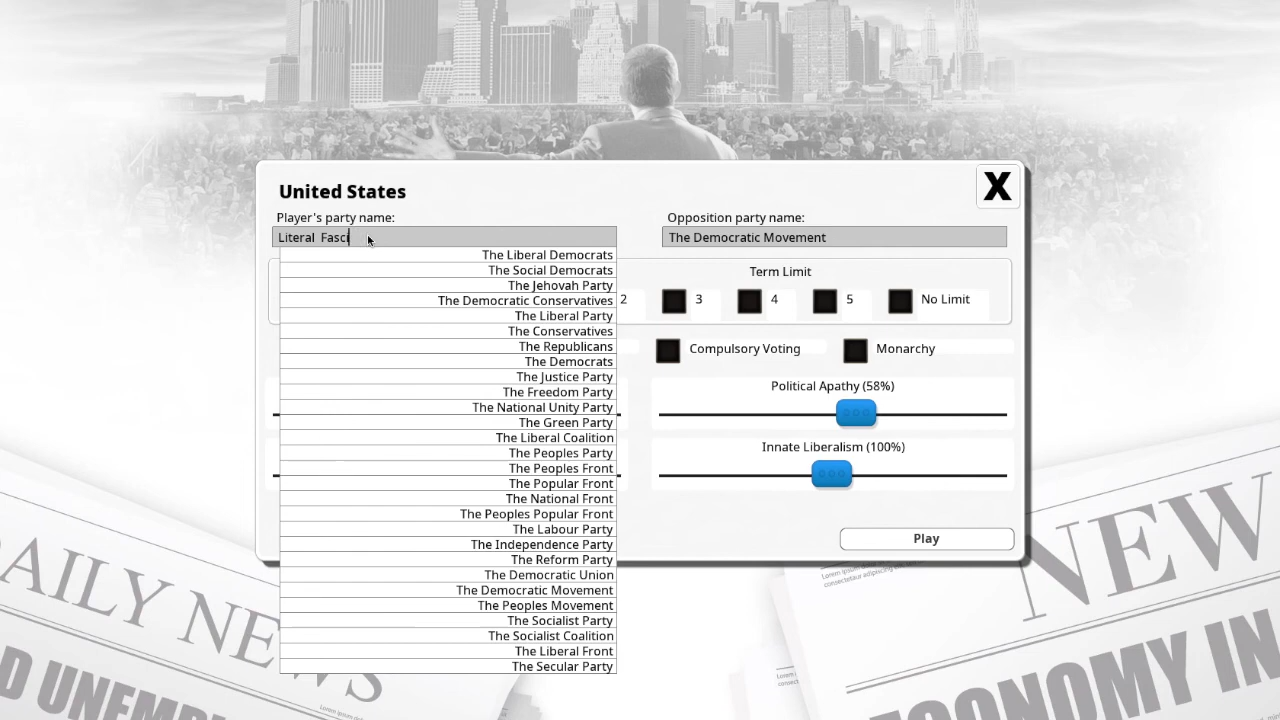 United States
X
Player's party name:
Opposition party name:
Literal Fasci
The Democratic Movement
The Liberal Democrats
The Social Democrats
The Jehovah Party
The Democratic Conservatives
The Liberal Party
The Conservatives
The Republicans
The Democrats
The Justice Party
The Freedom Party
The National Unity Party
The Green Party
The Liberal Coalition
The Peoples Party
The Peoples Front
The Popular Front
The National Front
The Peoples Popular Front
The Labour Party
The Independence Party
The Reform Party
The Democratic Union
The Democratic Movement
The Peoples Movement
The Socialist Party
The Socialist Coalition
The Liberal Front
The Secular Party
Term Limit
2 3 4 5 No Limit
Compulsory Voting
Monarchy
Political Apathy (58%)
Innate Liberalism (100%)
Play
DAILY NEWS
NEW
ECONOMY IN